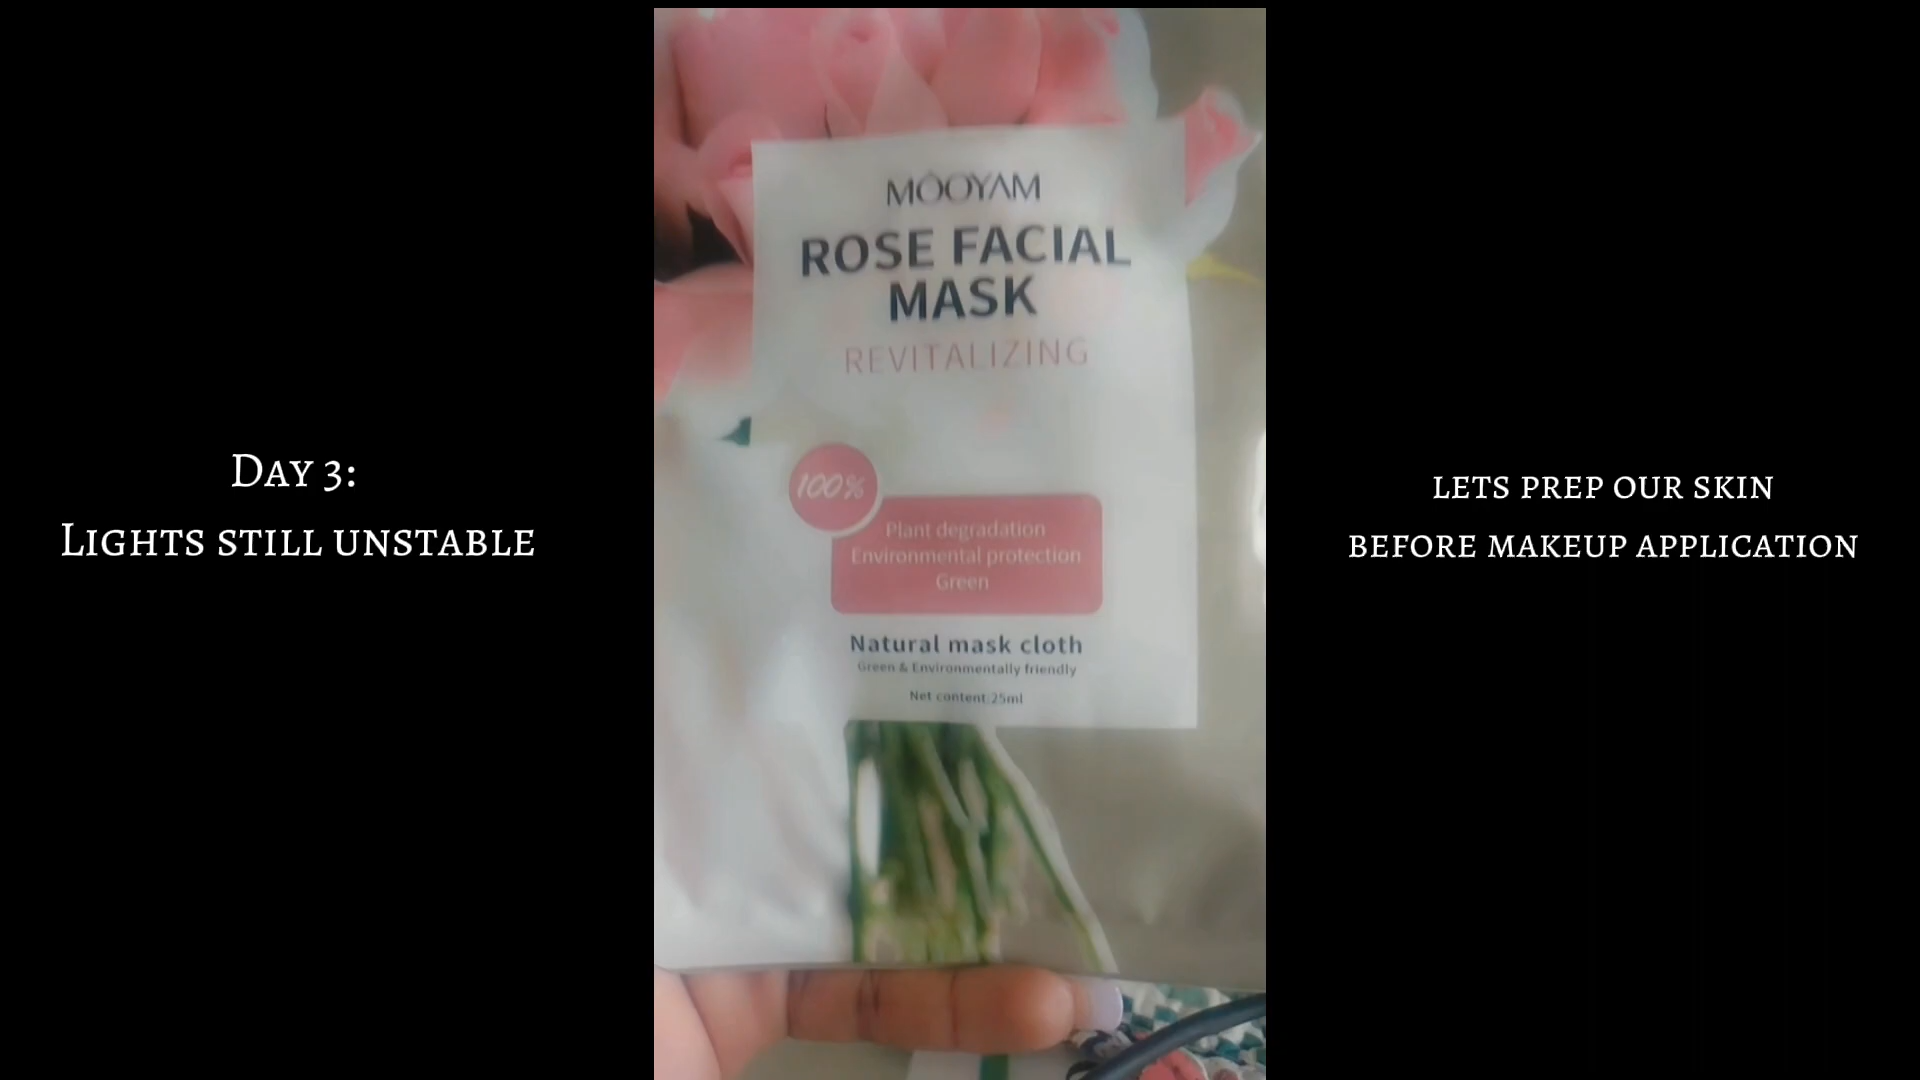 Day 3:
Lights still unstable
MOOYAM
ROSE FACIAL
MASK
REVITALIZING
100%
Plant degradation
Environmental protection
Green
Natural mask cloth
Green & Environmentally friendly
Net content:25ml
lets prep our skin
before makeup application